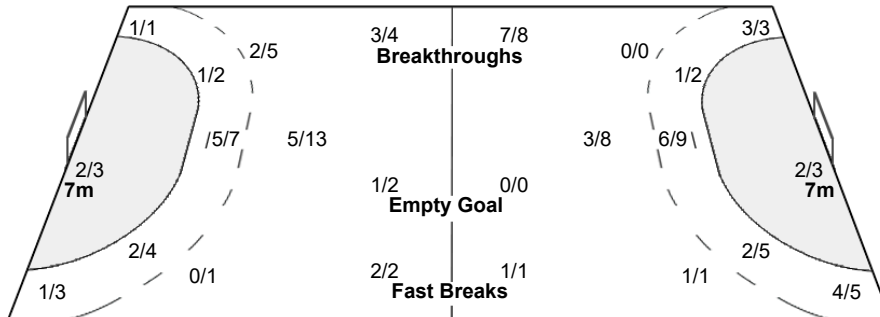 1/1 3/4 7/8 3/3
2/5 Breakthroughs 0/0
1/2 1/2
5/7 5/13 3/8 6/9
2/3 2/3
7m 1/2 0/0 7m
Empty Goal
2/4 2/5
0/1 2/2 1/1 1/1
1/3 Fast Breaks 4/5